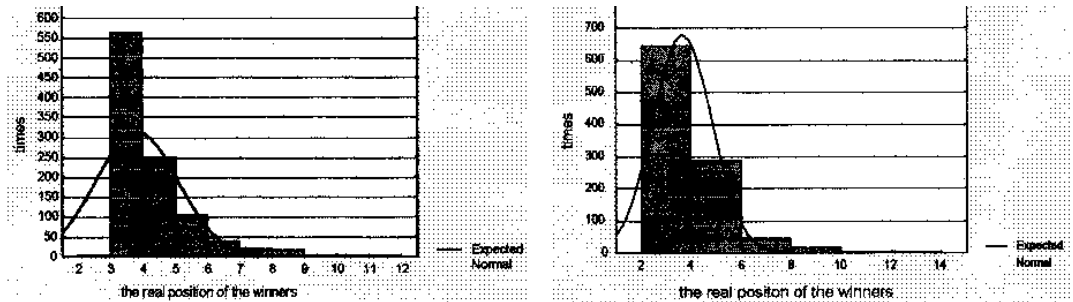 600
550
500
450
400
350
300
250
200
150
100
50
0
times
2 3 4 5 6 7 8 9 10 11 12
the real position of the winners
Expected
Normal
700
600
500
400
300
200
100
0
times
2 4 6 8 10 12 14
the real position of the winners
Expected
Normal